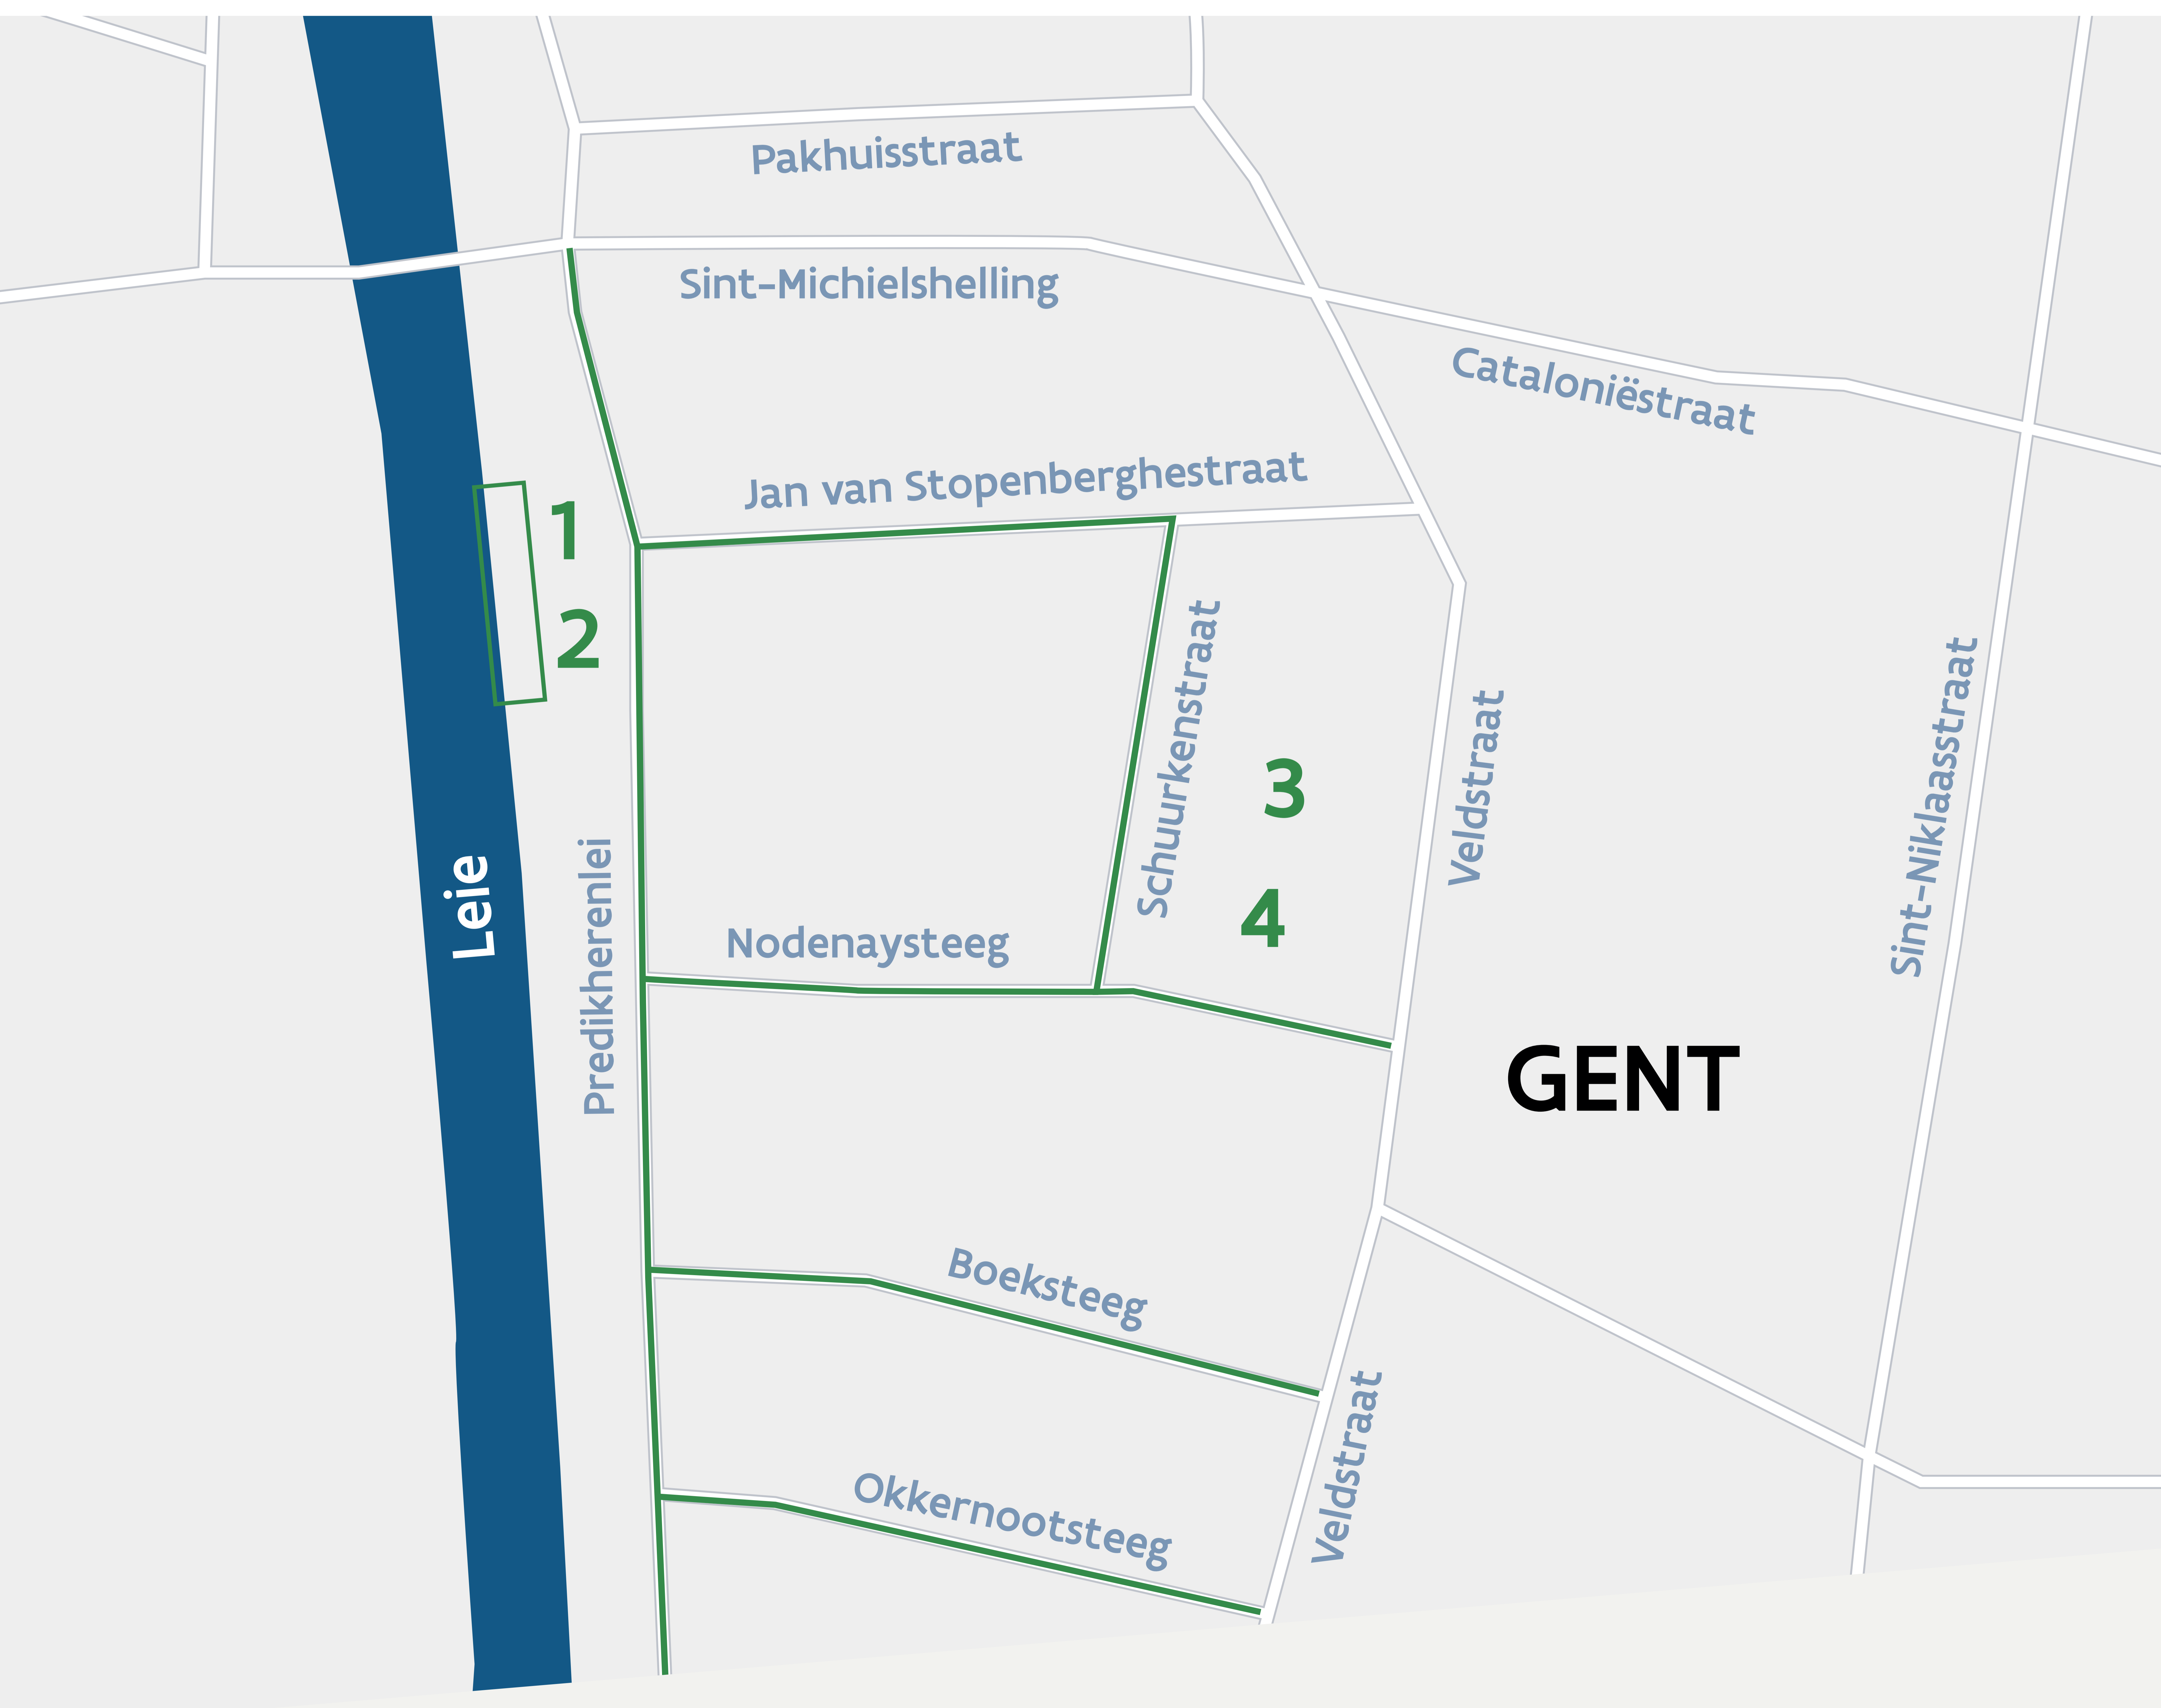 Pakhuisstraat
Sint-Michielshelling
Cataloniëstraat
Jan van Stopenberghestraat
1
2
Schuurkenstraat
3
4
Veldstraat
Sint-Niklaasstraat
Leie
Predikherenlei
Nodenaysteeg
GENT
Boeksteeg
Veldstraat
Okkernootsteeg